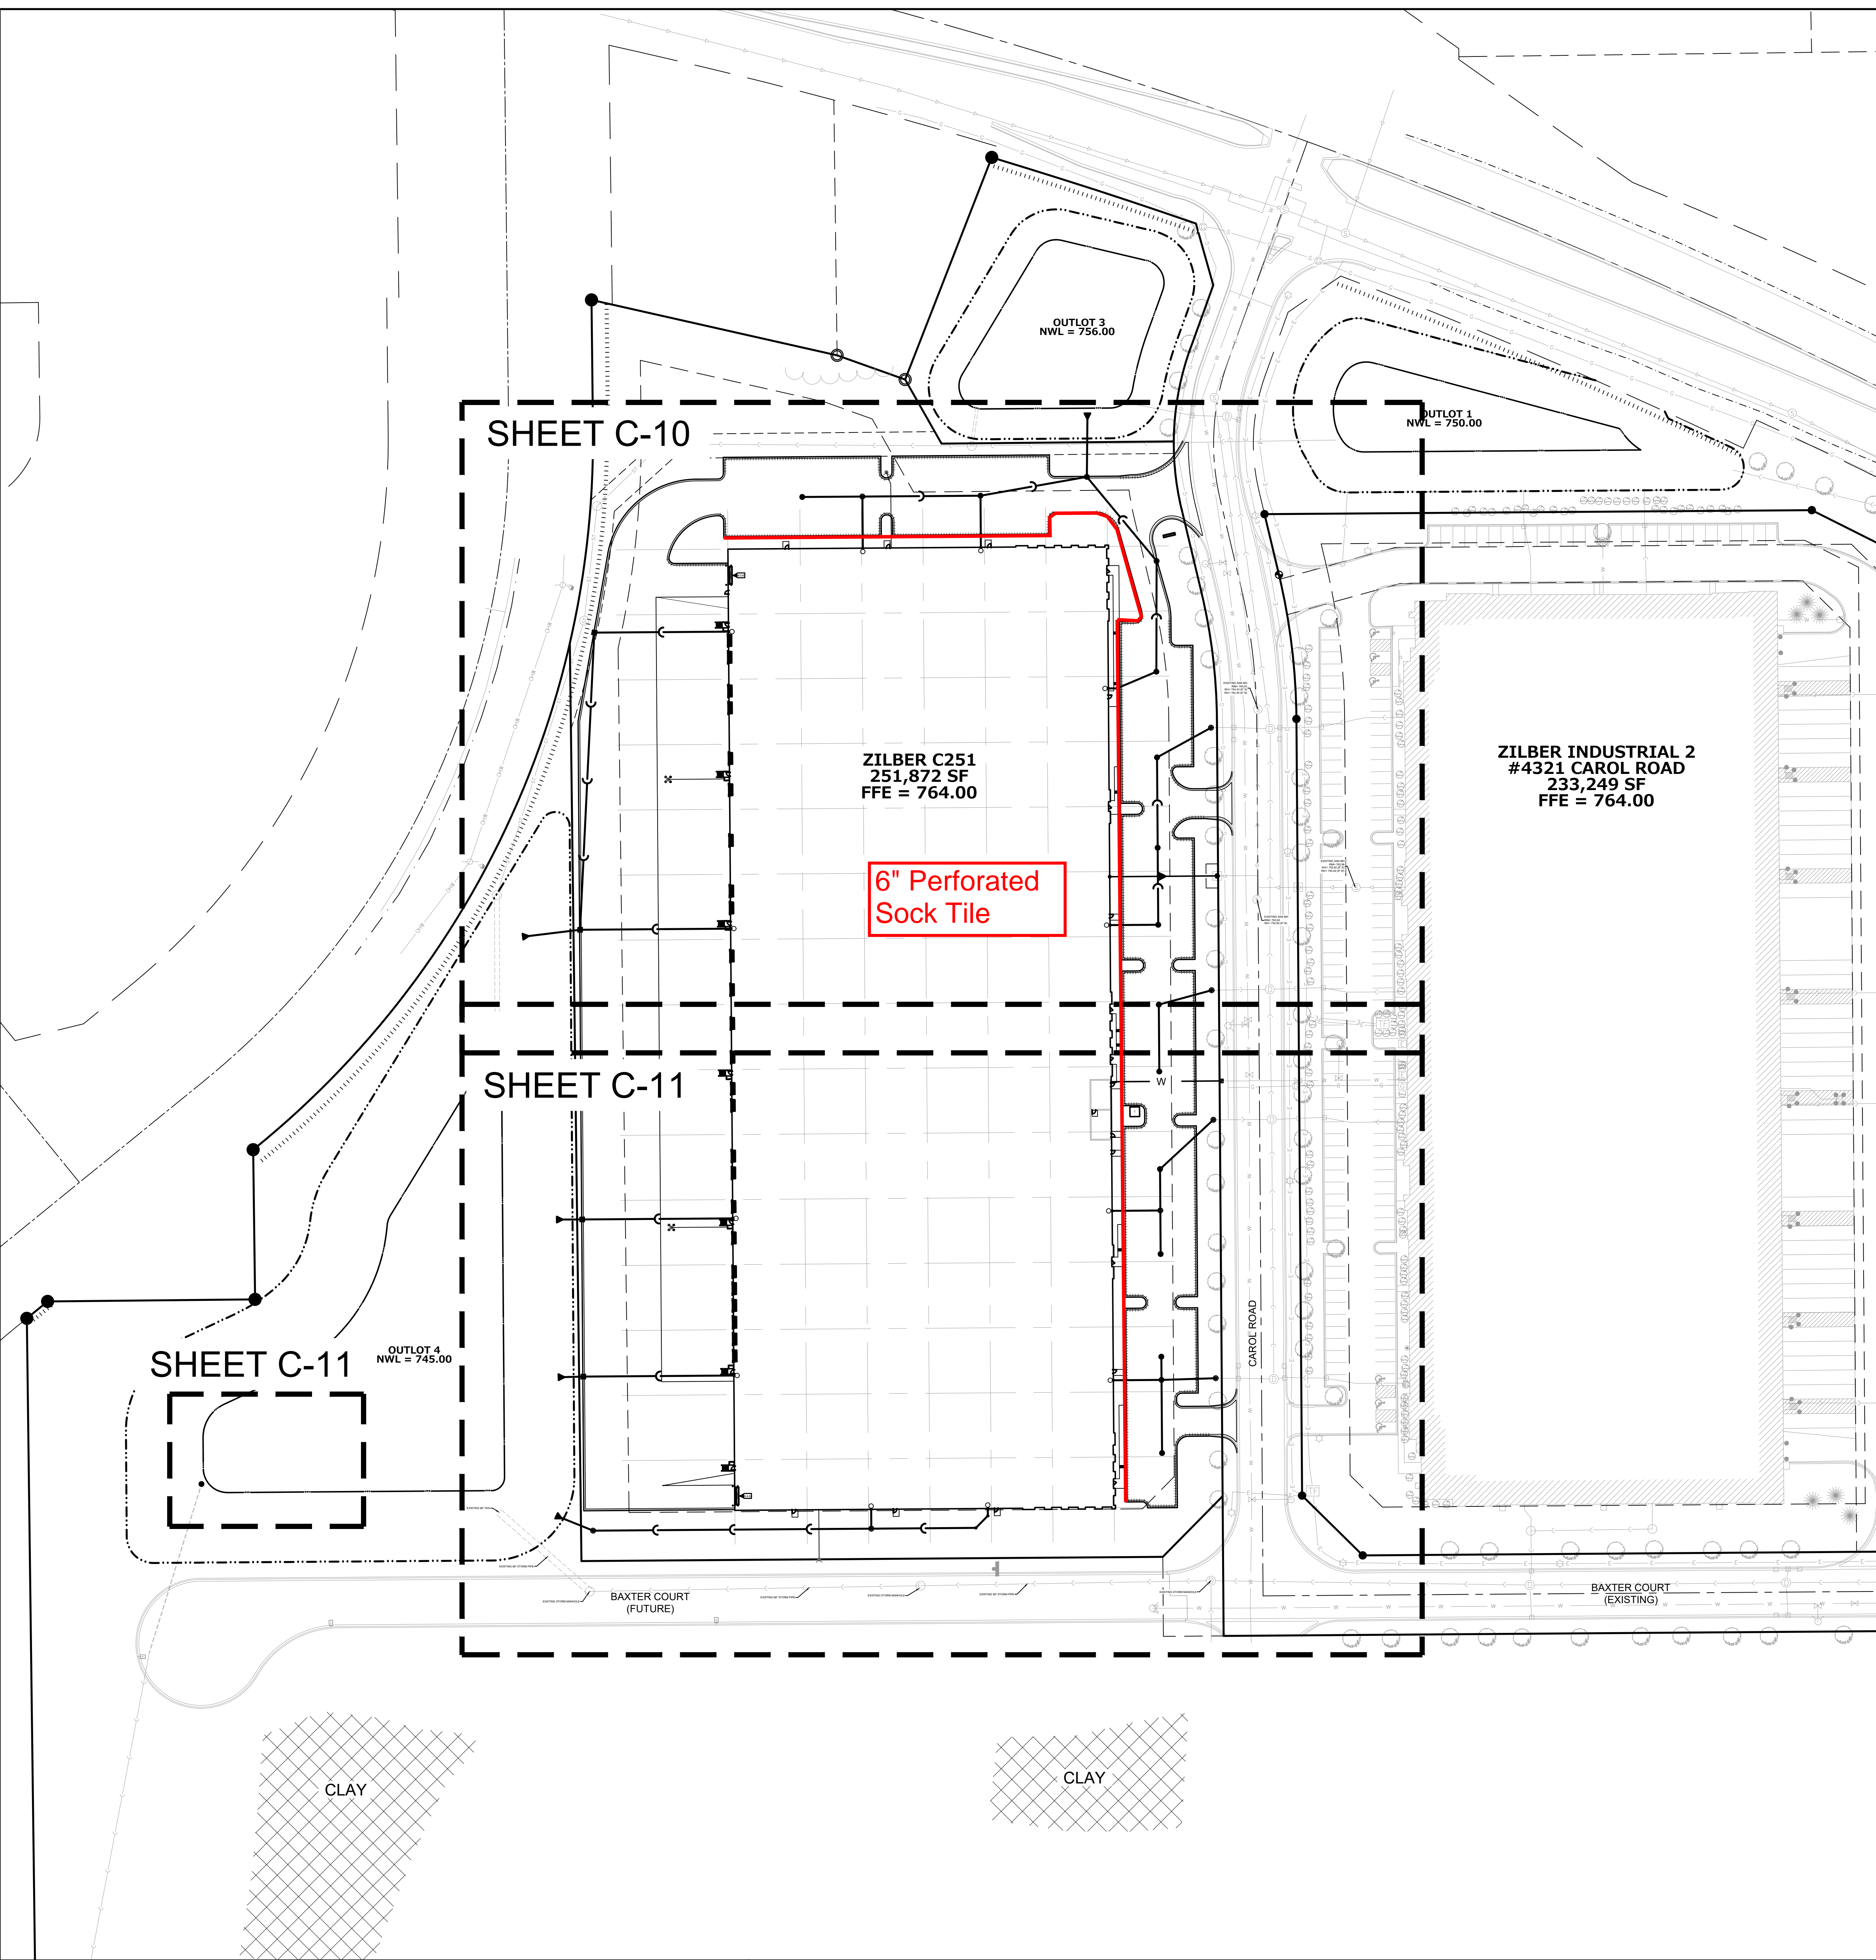 OUTLOT 3
NWL = 756.00
OUTLOT 1
NWL = 750.00
SHEET C-10
ZILBER C251
251,872 SF
FFE = 764.00
ZILBER INDUSTRIAL 2
#4321 CAROL ROAD
233,249 SF
FFE = 764.00
6" Perforated
Sock Tile
SHEET C-11
W
CAROL ROAD
SHEET C-11
OUTLOT 4
NWL = 745.00
BAXTER COURT
(FUTURE)
BAXTER COURT
(EXISTING)
CLAY
CLAY